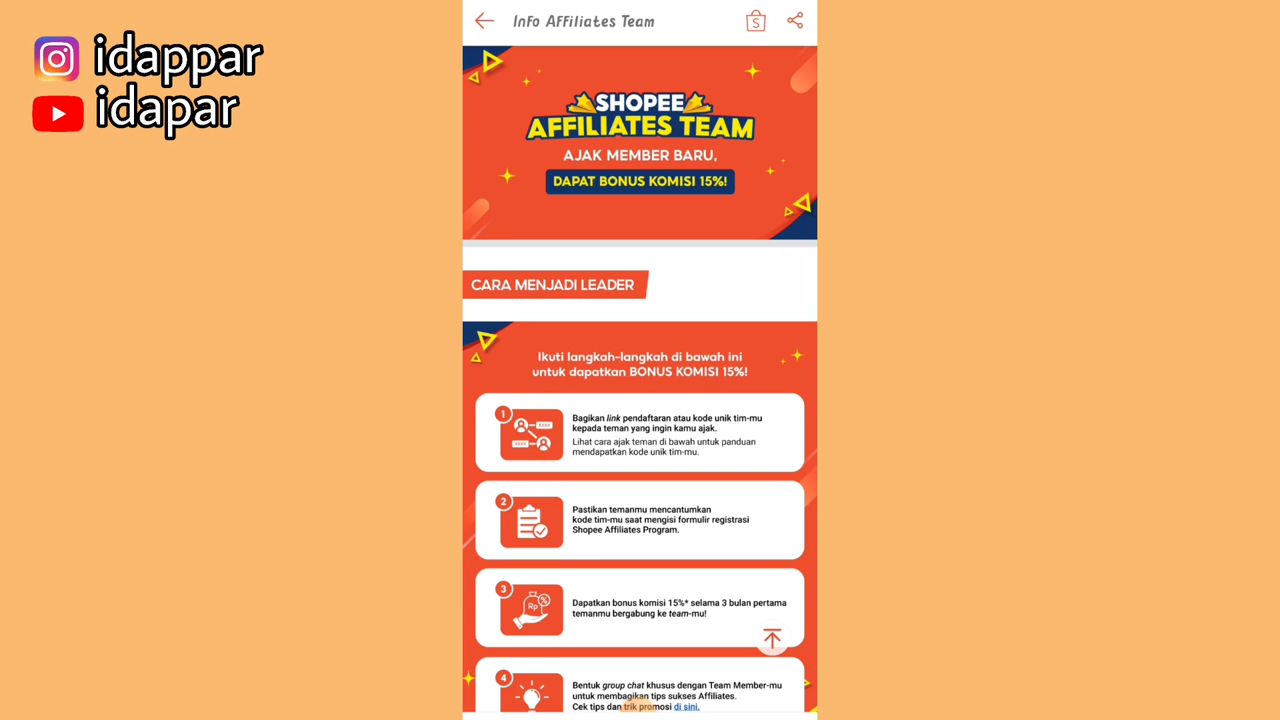 idappar
idapar
Info Affiliates Team
S
SHOPEE
AFFILIATES TEAM
AJAK MEMBER BARU,
DAPAT BONUS KOMISI 15%!
CARA MENJADI LEADER
Ikuti langkah-langkah di bawah ini
untuk dapatkan BONUS KOMISI 15%!
1
Bagikan link pendaftaran atau kode unik tim-mu
kepada teman yang ingin kamu ajak.
Lihat cara ajak teman di bawah untuk panduan
mendapatkan kode unik tim-mu.
2
Pastikan temanmu mencantumkan
kode tim-mu saat mengisi formulir registrasi
Shopee Affiliates Program.
3
Rp %
Dapatkan bonus komisi 15%* selama 3 bulan pertama
temanmu bergabung ke team-mu!
4
Bentuk group chat khusus dengan Team Member-mu
untuk membagikan tips sukses Affiliates.
Cek tips dan trik promosi di sini.